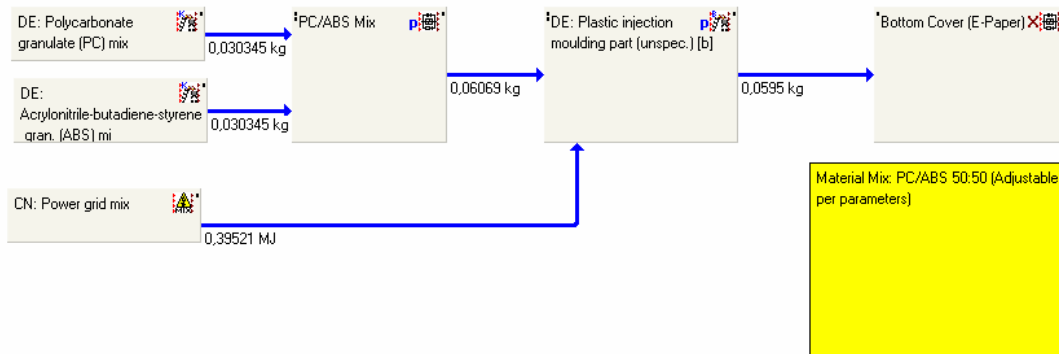 DE: Polycarbonate
granulate (PC) mix
0,030345 kg
DE:
Acrylonitrile-butadiene-styrene
gran. (ABS) mi
0,030345 kg
PC/ABS Mix
p
0,06069 kg
DE: Plastic injection
moulding part (unspec.) [b]
p
0,0595 kg
Bottom Cover (E-Paper)
CN: Power grid mix
MIX
0,39521 MJ
Material Mix: PC/ABS 50:50 (Adjustable
per parameters)